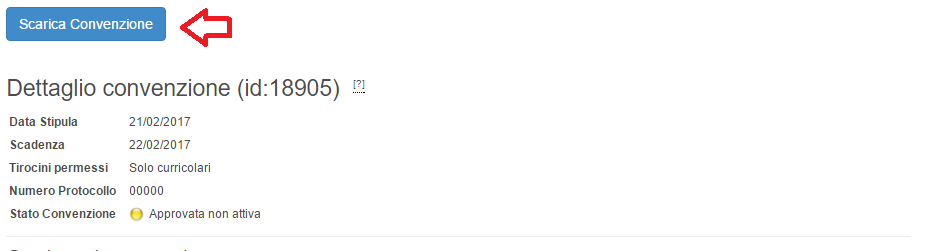 Scarica Convenzione
Dettaglio convenzione (id:18905) [?]
Data Stipula 21/02/2017
Scadenza 22/02/2017
Tirocini permessi Solo curricolari
Numero Protocollo 00000
Stato Convenzione Approvata non attiva